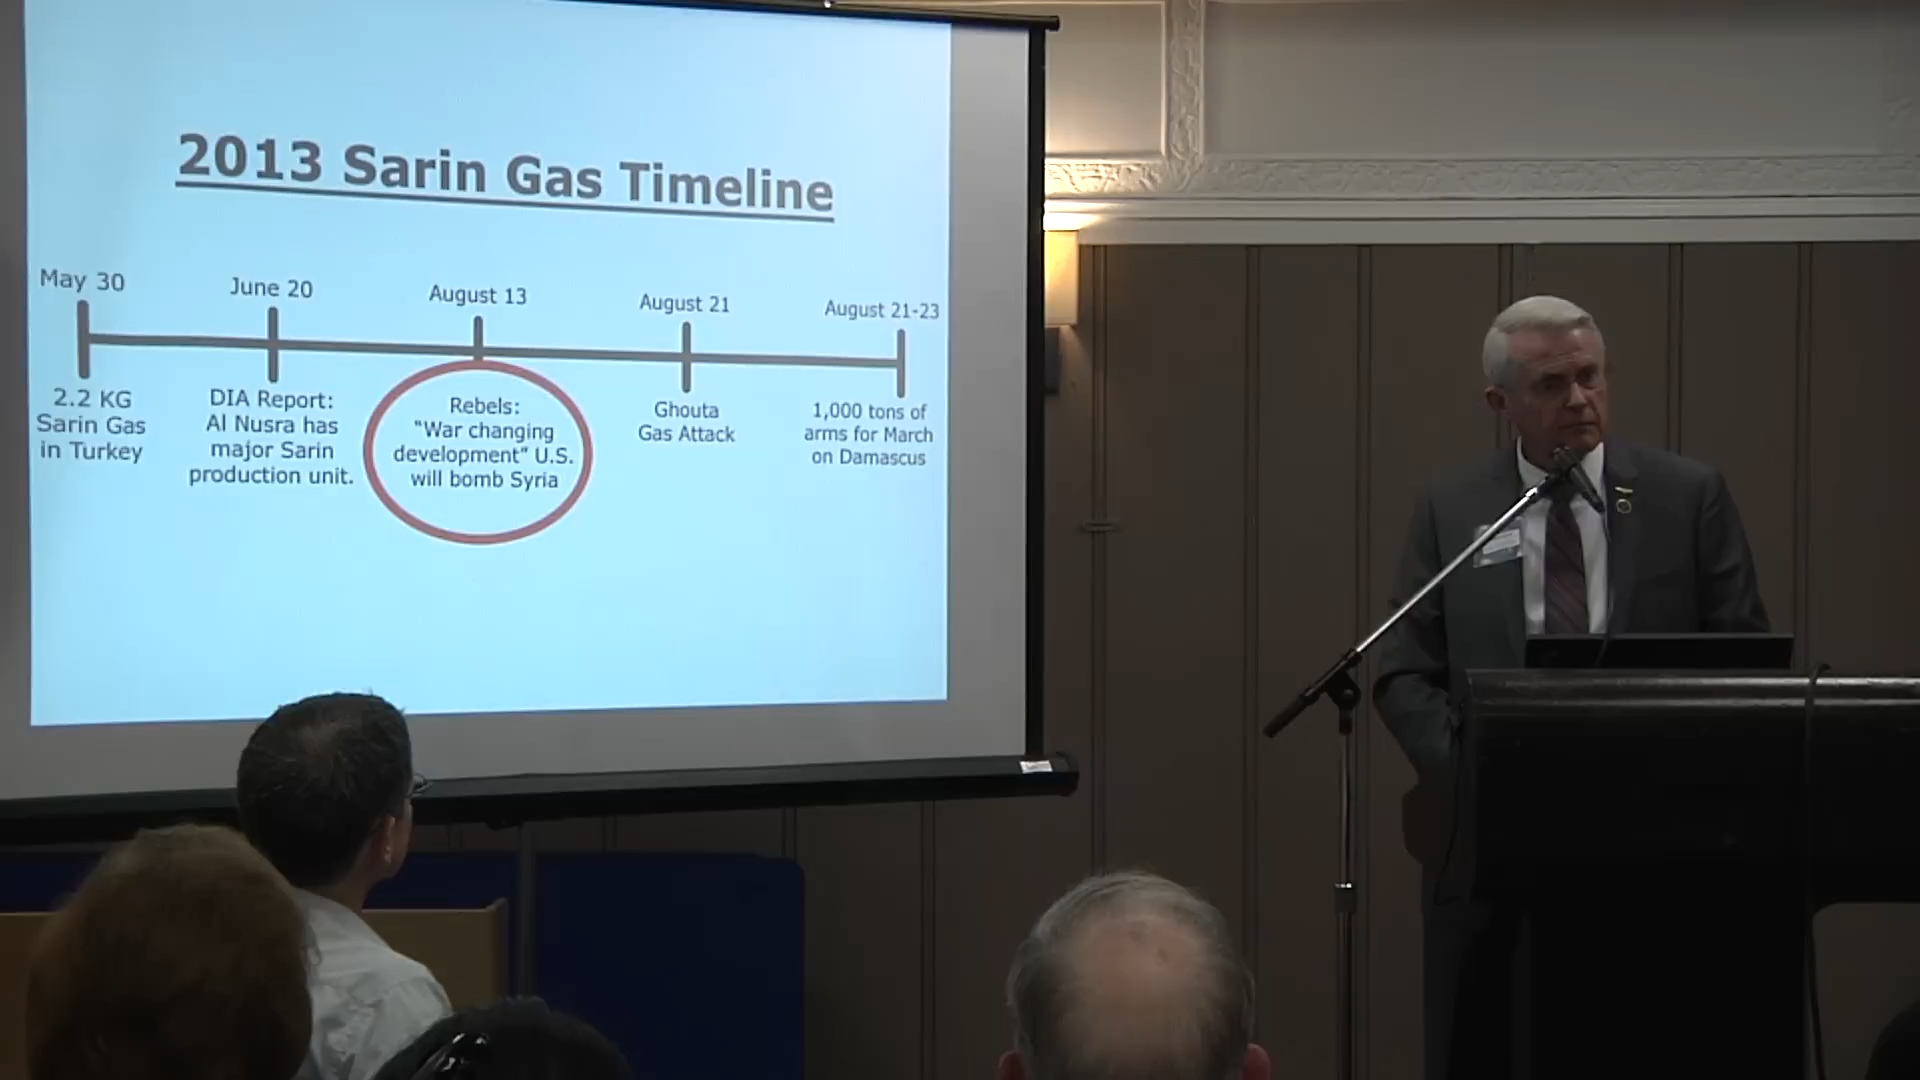 2013 Sarin Gas Timeline
May 30
June 20
August 13
August 21
August 21-23
2.2 KG
Sarin Gas
in Turkey
DIA Report:
Al Nusra has
major Sarin
production unit.
Rebels:
"War changing
development" U.S.
will bomb Syria
Ghouta
Gas Attack
1,000 tons of
arms for March
on Damascus